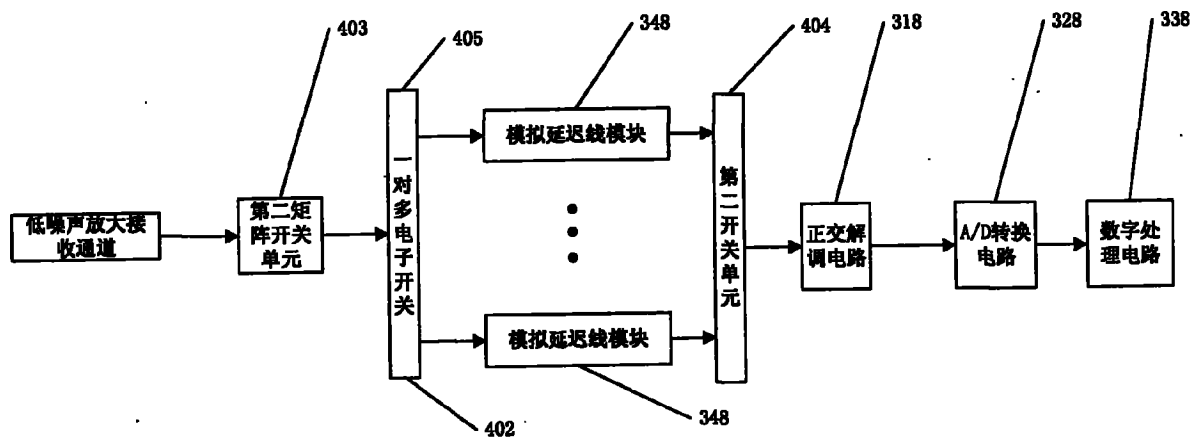 403
405
348
404
318
328
338
模拟延迟线模块
低噪声放大接
收通道
第二矩
阵开关
单元
一对多电子开关
第二开关单元
正交解
调电路
A/D转换
电路
数字处
理电路
模拟延迟线模块
402
348